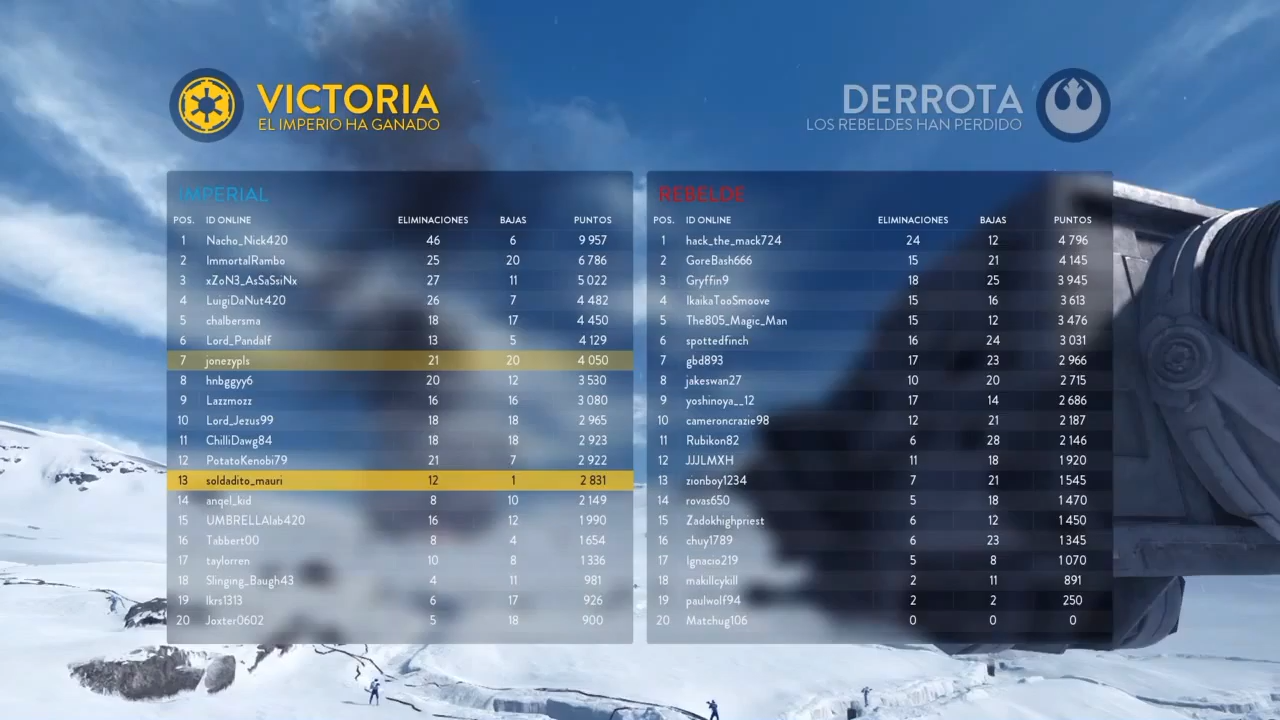 VICTORIA
EL IMPERIO HA GANADO
DERROTA
LOS REBELDES HAN PERDIDO
IMPERIAL
POS. ID ONLINE ELIMINACIONES BAJAS PUNTOS
1 Nacho_Nick420 46 6 9 957
2 ImmortalRambo 25 20 6 786
3 xZoN3_AsSaSsiNx 27 11 5 022
4 LuigiDaNut420 26 7 4 482
5 chalbersma 18 17 4 450
6 Lord_Pandalf 13 5 4 129
7 jonezypls 21 20 4 050
8 hnbggyy6 20 12 3 530
9 Lazzmozz 16 16 3 080
10 Lord_Jezus99 18 18 2 965
11 ChilliDawg84 18 18 2 923
12 PotatoKenobi79 21 7 2 922
13 soldadito_mauri 12 1 2 831
14 anqel_kid 8 10 2 149
15 UMBRELLAlab420 16 12 1 990
16 Tabbert00 8 4 1 654
17 taylorren 10 8 1 336
18 Slinging_Baugh43 4 11 981
19 lkrs1313 6 17 926
20 Joxter0602 5 18 900
REBELDE
POS. ID ONLINE ELIMINACIONES BAJAS PUNTOS
1 hack_the_mack724 24 12 4 796
2 GoreBash666 15 21 4 145
3 Gryffin9 18 25 3 945
4 IkaikaTooSmoove 15 16 3 613
5 The805_Magic_Man 15 12 3 476
6 spottedfinch 16 24 3 031
7 gbd893 17 23 2 966
8 jakeswan27 10 20 2 715
9 yoshinoya__12 17 14 2 686
10 cameroncrazie98 12 21 2 187
11 Rubikon82 6 28 2 146
12 JJJLMXH 11 18 1 920
13 zionboy1234 7 21 1 545
14 rovas650 5 18 1 470
15 Zadokhighpriest 6 12 1 450
16 chuy1789 6 23 1 345
17 Ignacio219 5 8 1 070
18 makillcykill 2 11 891
19 paulwolf94 2 2 250
20 Matchug106 0 0 0